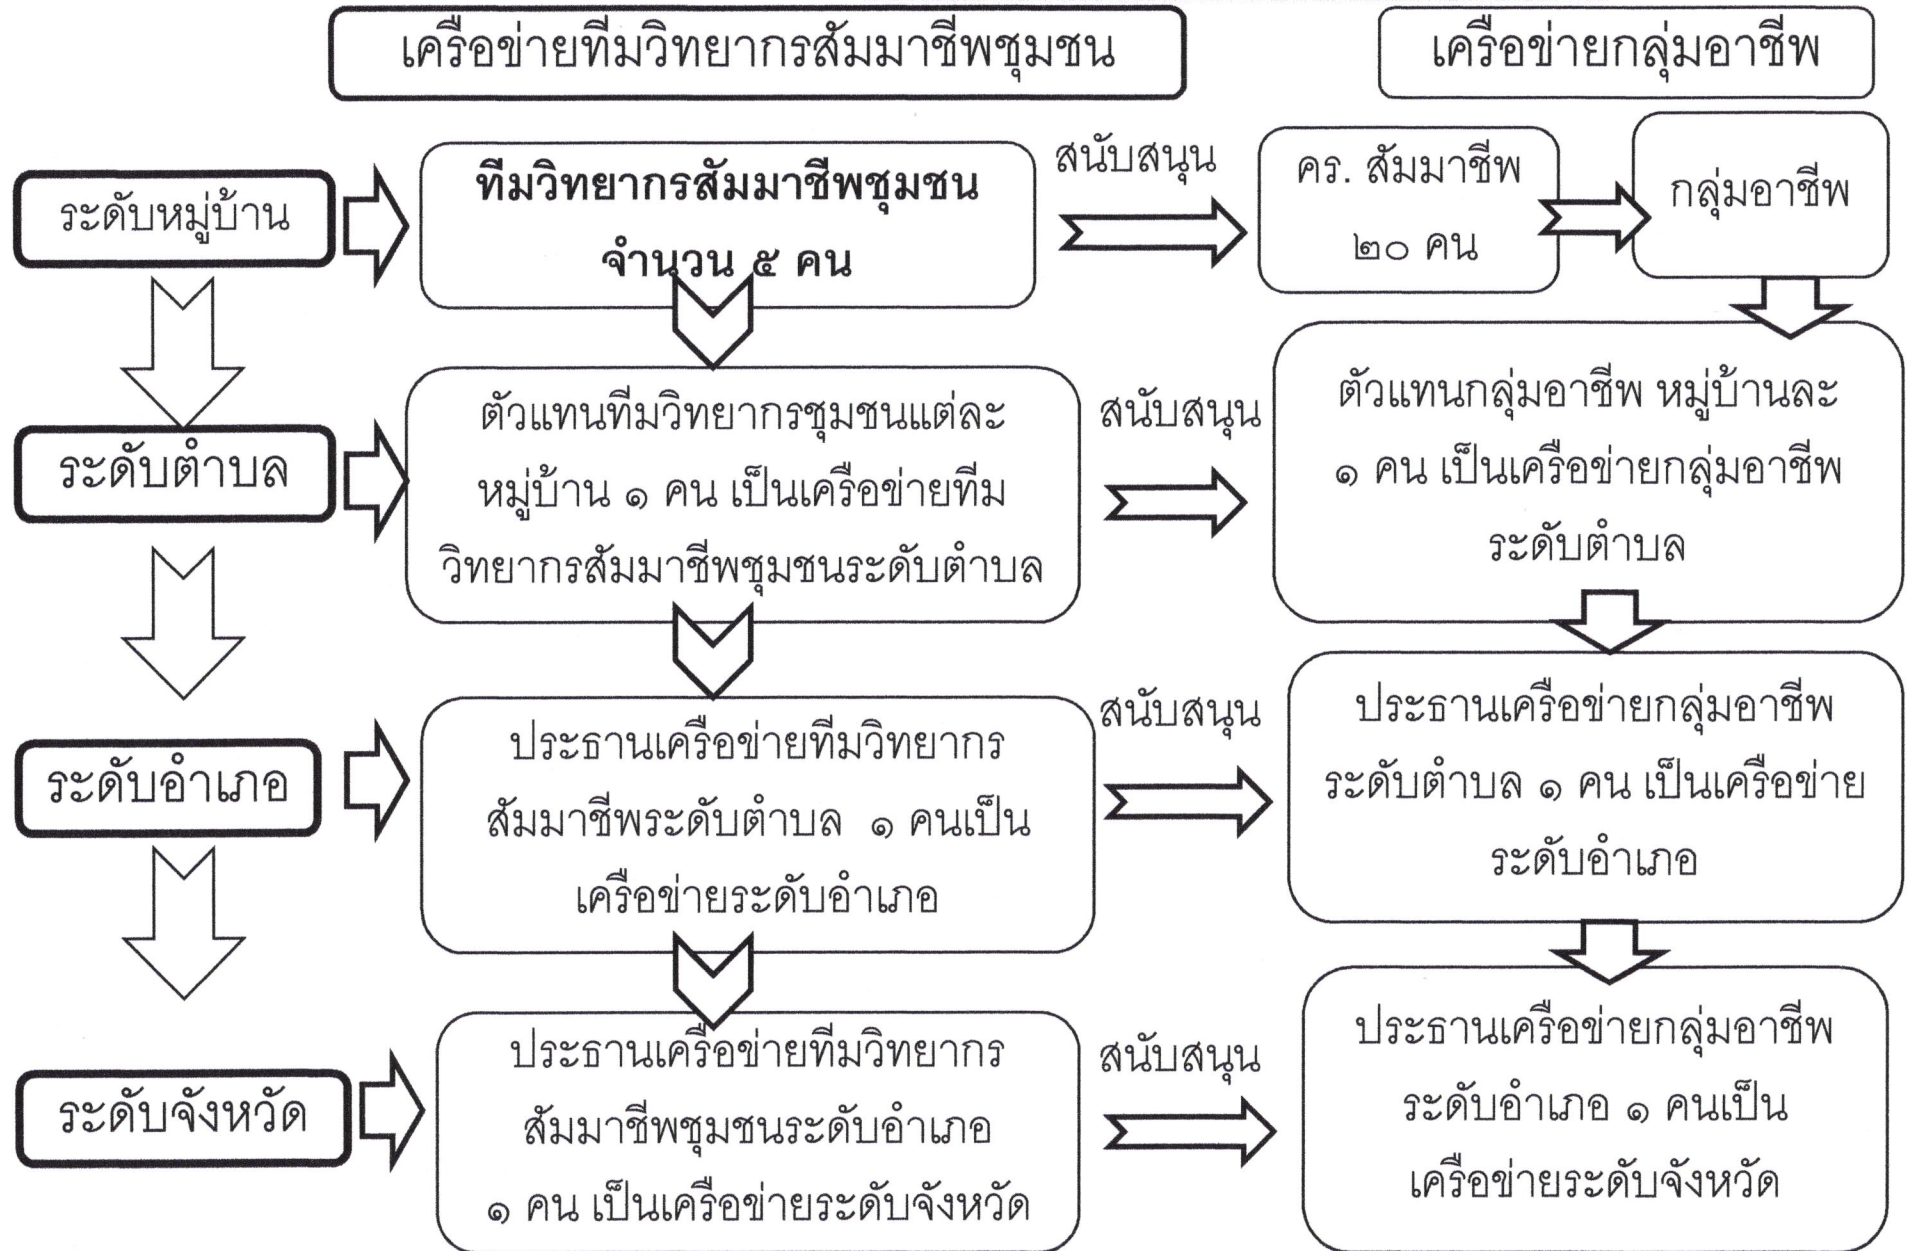 เครือข่ายทีมวิทยากรสัมมาชีพชุมชน
เครือข่ายกลุ่มอาชีพ
ระดับหมู่บ้าน
ทีมวิทยากรสัมมาชีพชุมชน
จำนวน ๕ คน
สนับสนุน
คร. สัมมาชีพ
๒๐ คน
กลุ่มอาชีพ
ระดับตำบล
ตัวแทนทีมวิทยากรชุมชนแต่ละ
หมู่บ้าน ๑ คน เป็นเครือข่ายทีม
วิทยากรสัมมาชีพชุมชนระดับตำบล
สนับสนุน
ตัวแทนกลุ่มอาชีพ หมู่บ้านละ
๑ คน เป็นเครือข่ายกลุ่มอาชีพ
ระดับตำบล
ระดับอำเภอ
ประธานเครือข่ายทีมวิทยากร
สัมมาชีพระดับตำบล ๑ คนเป็น
เครือข่ายระดับอำเภอ
สนับสนุน
ประธานเครือข่ายกลุ่มอาชีพ
ระดับตำบล ๑ คน เป็นเครือข่าย
ระดับอำเภอ
ระดับจังหวัด
ประธานเครือข่ายทีมวิทยากร
สัมมาชีพชุมชนระดับอำเภอ
๑ คน เป็นเครือข่ายระดับจังหวัด
สนับสนุน
ประธานเครือข่ายกลุ่มอาชีพ
ระดับอำเภอ ๑ คนเป็น
เครือข่ายระดับจังหวัด